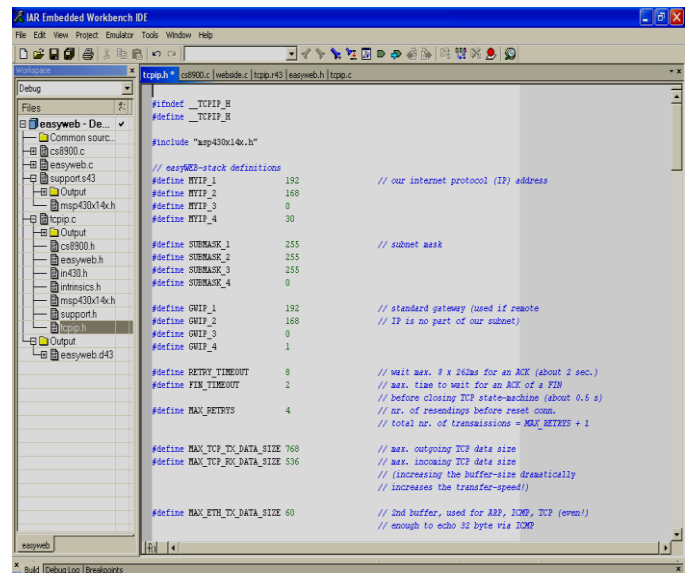 IAR Embedded Workbench IDE
File Edit View Project Emulator Tools Window Help
Workspace
Debug
Files
easyweb - De...
Common sourc...
cs8900.c
easyweb.c
support.s43
Output
msp430x14x.h
tcpip.c
Output
cs8900.h
easyweb.h
in430.h
intrinsics.h
msp430x14x.h
support.h
tcpip.h
Output
easyweb.d43
easyweb
tcpip.h * cs8900.c | webside.c | tcpip.r43 | easyweb.h | tcpip.c
#ifndef __TCPIP_H
#define __TCPIP_H
#include "msp430x14x.h"
// easyWEB-stack definitions
#define MYIP_1 192 // our internet protocol (IP) address
#define MYIP_2 168
#define MYIP_3 0
#define MYIP_4 30
#define SUBMASK_1 255 // subnet mask
#define SUBMASK_2 255
#define SUBMASK_3 255
#define SUBMASK_4 0
#define GWIP_1 192 // standard gateway (used if remote
#define GWIP_2 168 // IP is no part of our subnet)
#define GWIP_3 0
#define GWIP_4 1
#define RETRY_TIMEOUT 8 // wait max. 8 x 262ms for an ACK (about 2 sec.)
#define FIN_TIMEOUT 2 // max. time to wait for an ACK of a FIN
// before closing TCP state-machine (about 0.5 s)
#define MAX_RETRYS 4 // nr. of resendings before reset conn.
// total nr. of transmissions = MAX_RETRYS + 1
#define MAX_TCP_TX_DATA_SIZE 768 // max. outgoing TCP data size
#define MAX_TCP_RX_DATA_SIZE 536 // max. incoming TCP data size
// (increasing the buffer-size dramatically
// increases the transfer-speed!)
#define MAX_ETH_TX_DATA_SIZE 60 // 2nd buffer, used for ARP, ICMP, TCP (even!)
// enough to echo 32 byte via ICMP
Build | Debug Log | Breakpoints